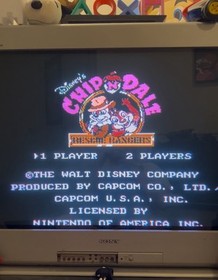 Disney's
CHIP 'N DALE
RESCUE RANGERS
1 PLAYER 2 PLAYERS
©THE WALT DISNEY COMPANY
PRODUCED BY CAPCOM CO., LTD.
CAPCOM U.S.A., INC.
LICENSED BY
NINTENDO OF AMERICA INC.